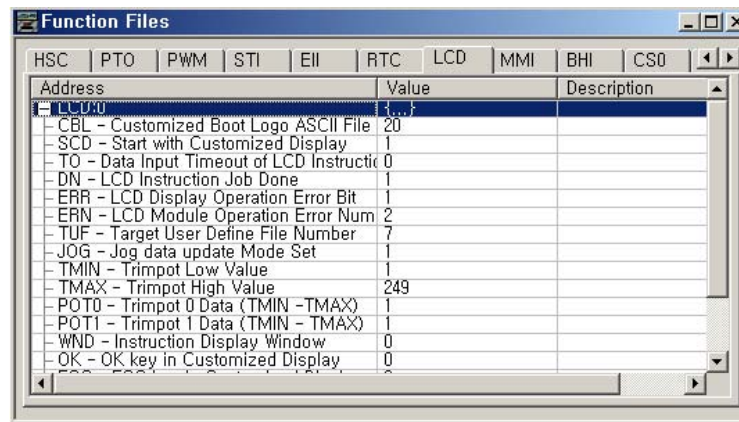 Function Files
HSC PTO PWM STI EII RTC LCD MMI BHI CS0
Address Value Description
LCD:0 {...}
CBL - Customized Boot Logo ASCII File 20
SCD - Start with Customized Display 1
TO - Data Input Timeout of LCD Instructic 0
DN - LCD Instruction Job Done 1
ERR - LCD Display Operation Error Bit 1
ERN - LCD Module Operation Error Num 2
TUF - Target User Define File Number 7
JOG - Jog data update Mode Set 1
TMIN - Trimpot Low Value 1
TMAX - Trimpot High Value 249
POT0 - Trimpot 0 Data (TMIN -TMAX) 1
POT1 - Trimpot 1 Data (TMIN - TMAX) 1
WND - Instruction Display Window 0
OK - OK key in Customized Display 0